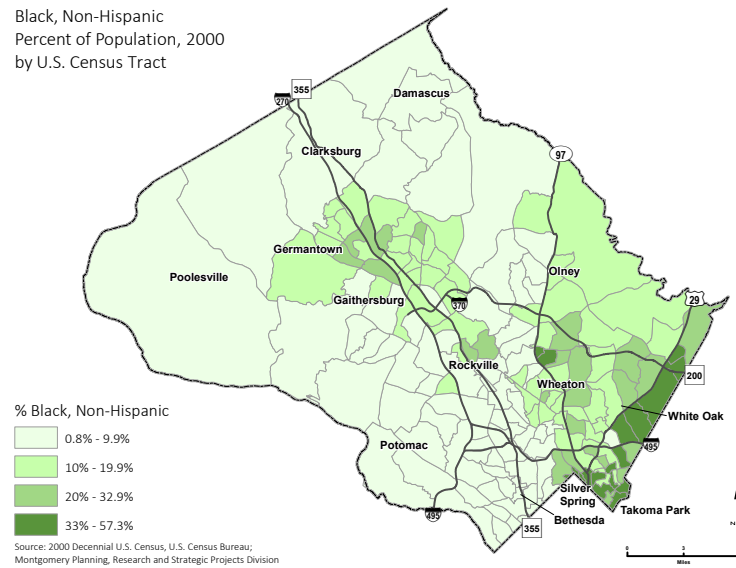 Black, Non-Hispanic
Percent of Population, 2000
by U.S. Census Tract
355
270
Damascus
Clarksburg
97
Germantown
Poolesville
Olney
Gaithersburg
370
29
Rockville
200
Wheaton
% Black, Non-Hispanic
0.8% - 9.9%
10% - 19.9%
20% - 32.9%
33% - 57.3%
White Oak
Potomac
495
Silver
Spring
Takoma Park
Bethesda
495
355
N
0
3
Miles
Source: 2000 Decennial U.S. Census, U.S. Census Bureau;
Montgomery Planning, Research and Strategic Projects Division